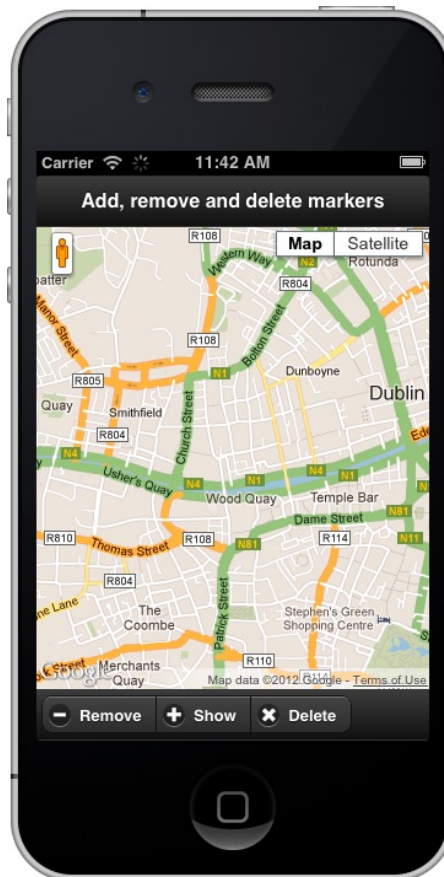 Carrier 11:42 AM
Add, remove and delete markers
R108
Western Way
N2
Map Satellite
Rotunda
R804
Manor Street
R108
Bolton Street
Dunboyne
R805
N1
Dublin
Quay
Smithfield
Church Street
R804
N4
Usher's Quay
N4
N1
N4
N1
Wood Quay
Temple Bar
Dame Street
N81
R810
Thomas Street
R108
N81
R114
N11
R804
The
Coombe
Patrick Street
Stephen's Green
Shopping Centre
R110
Merchants
Quay
Google
R114
Map data ©2012 Google - Terms of Use
Remove Show Delete